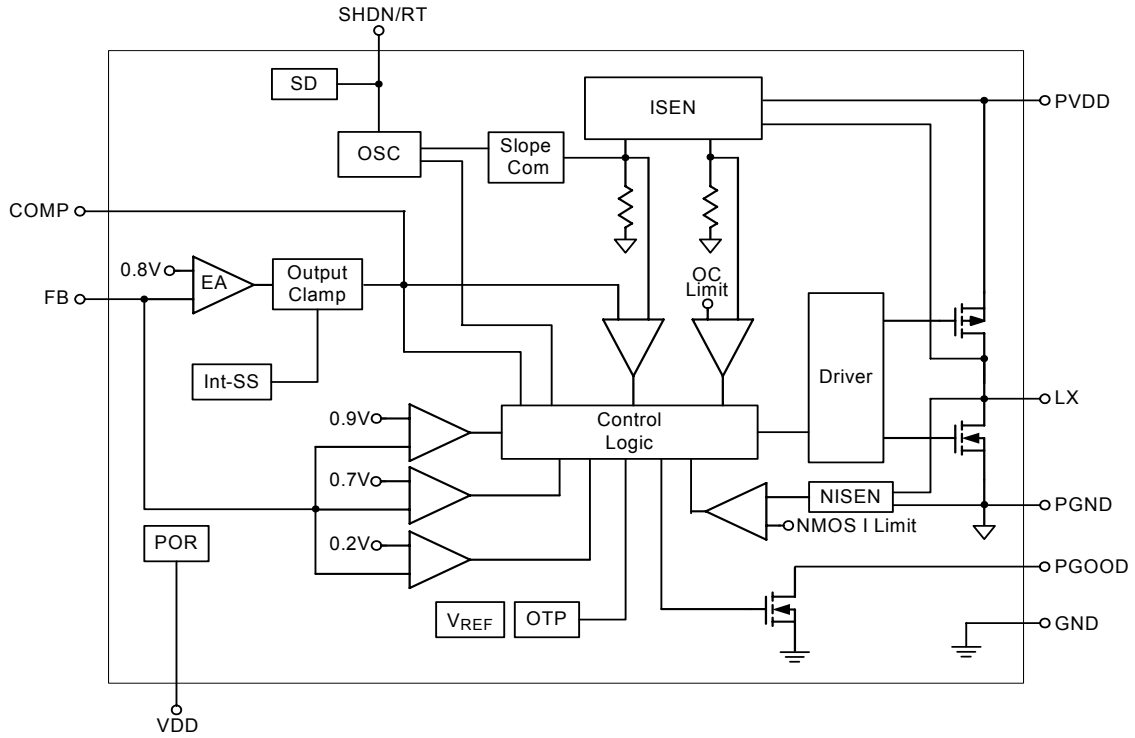 SHDN/RT
SD
ISEN
PVDD
OSC
Slope
Com
COMP
0.8V
EA
Output
Clamp
OC
Limit
FB
Int-SS
Driver
LX
0.9V
Control
Logic
0.7V
NISEN
PGND
NMOS I Limit
POR
0.2V
PGOOD
VREF
OTP
GND
VDD